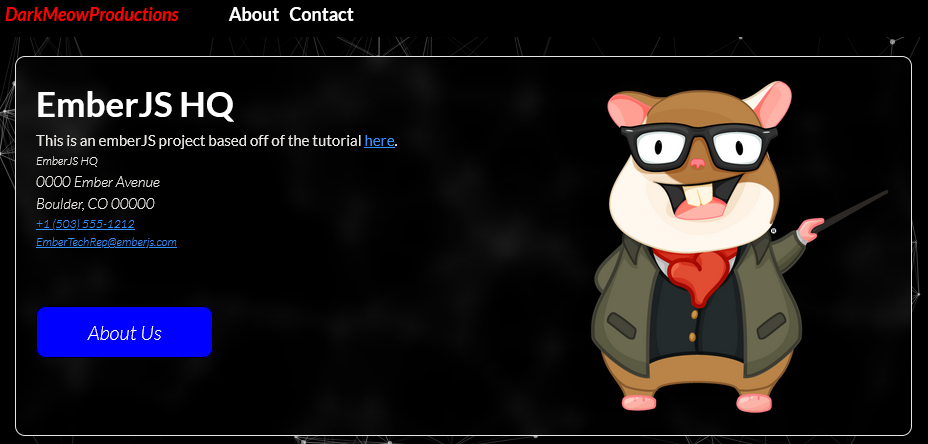 DarkMeowProductions About Contact
EmberJS HQ
This is an emberJS project based off of the tutorial here.
EmberJS HQ
0000 Ember Avenue
Boulder, CO 00000
+1 (503) 555-1212
EmberTechRep@emberjs.com
About Us